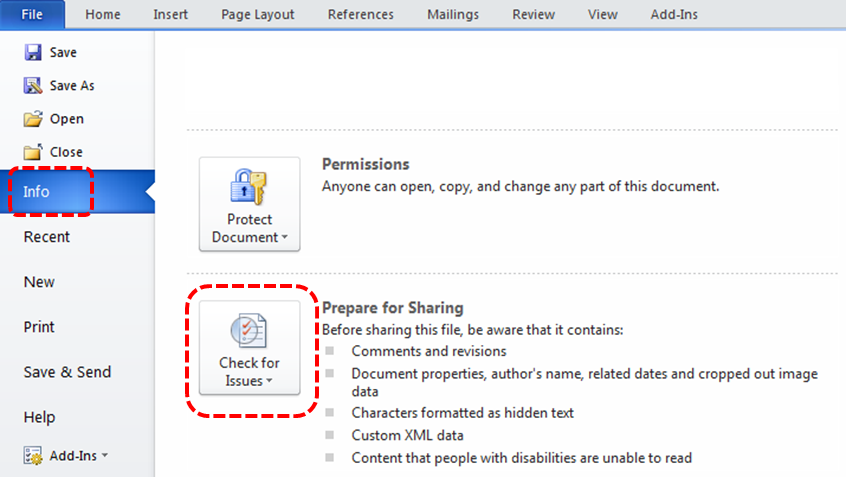 File Home Insert Page Layout References Mailings Review View Add-Ins
Save
Save As
Open
Close
Info
Recent
New
Print
Save & Send
Help
Add-Ins
Protect
Document
Permissions
Anyone can open, copy, and change any part of this document.
Check for
Issues
Prepare for Sharing
Before sharing this file, be aware that it contains:
Comments and revisions
Document properties, author's name, related dates and cropped out image
data
Characters formatted as hidden text
Custom XML data
Content that people with disabilities are unable to read